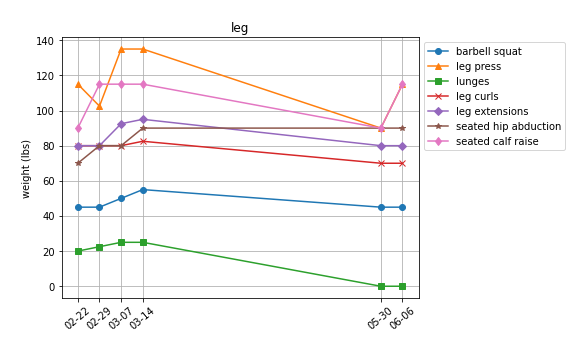 leg
140
120
100
80
60
40
20
0
weight (lbs)
02-22
02-29
03-07
03-14
05-30
06-06
barbell squat
leg press
lunges
leg curls
leg extensions
seated hip abduction
seated calf raise